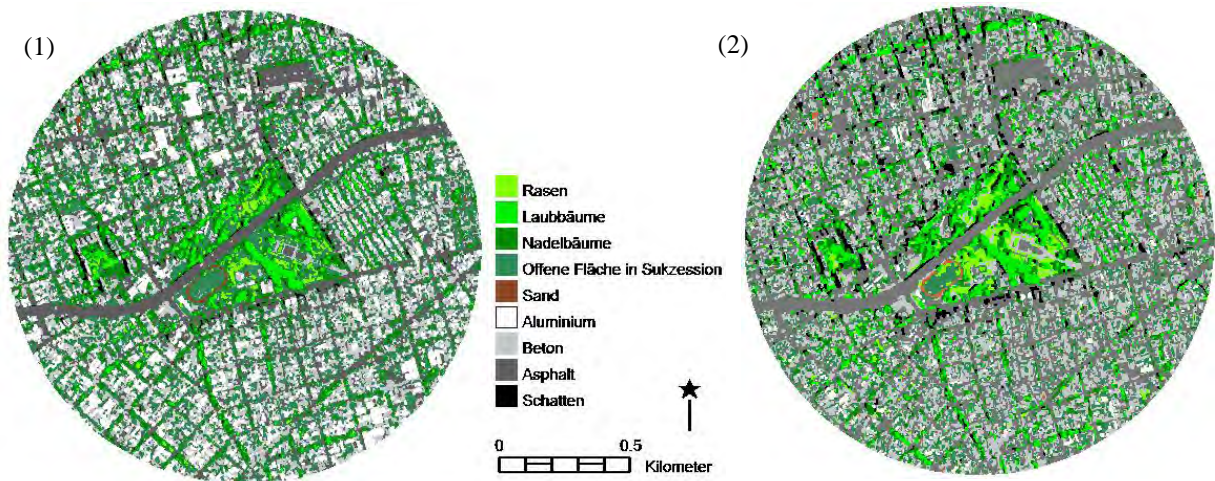 (1)
(2)
Rasen
Laubbäume
Nadelbäume
Offene Fläche in Sukzession
Sand
Aluminium
Beton
Asphalt
Schatten
0 0.5
Kilometer